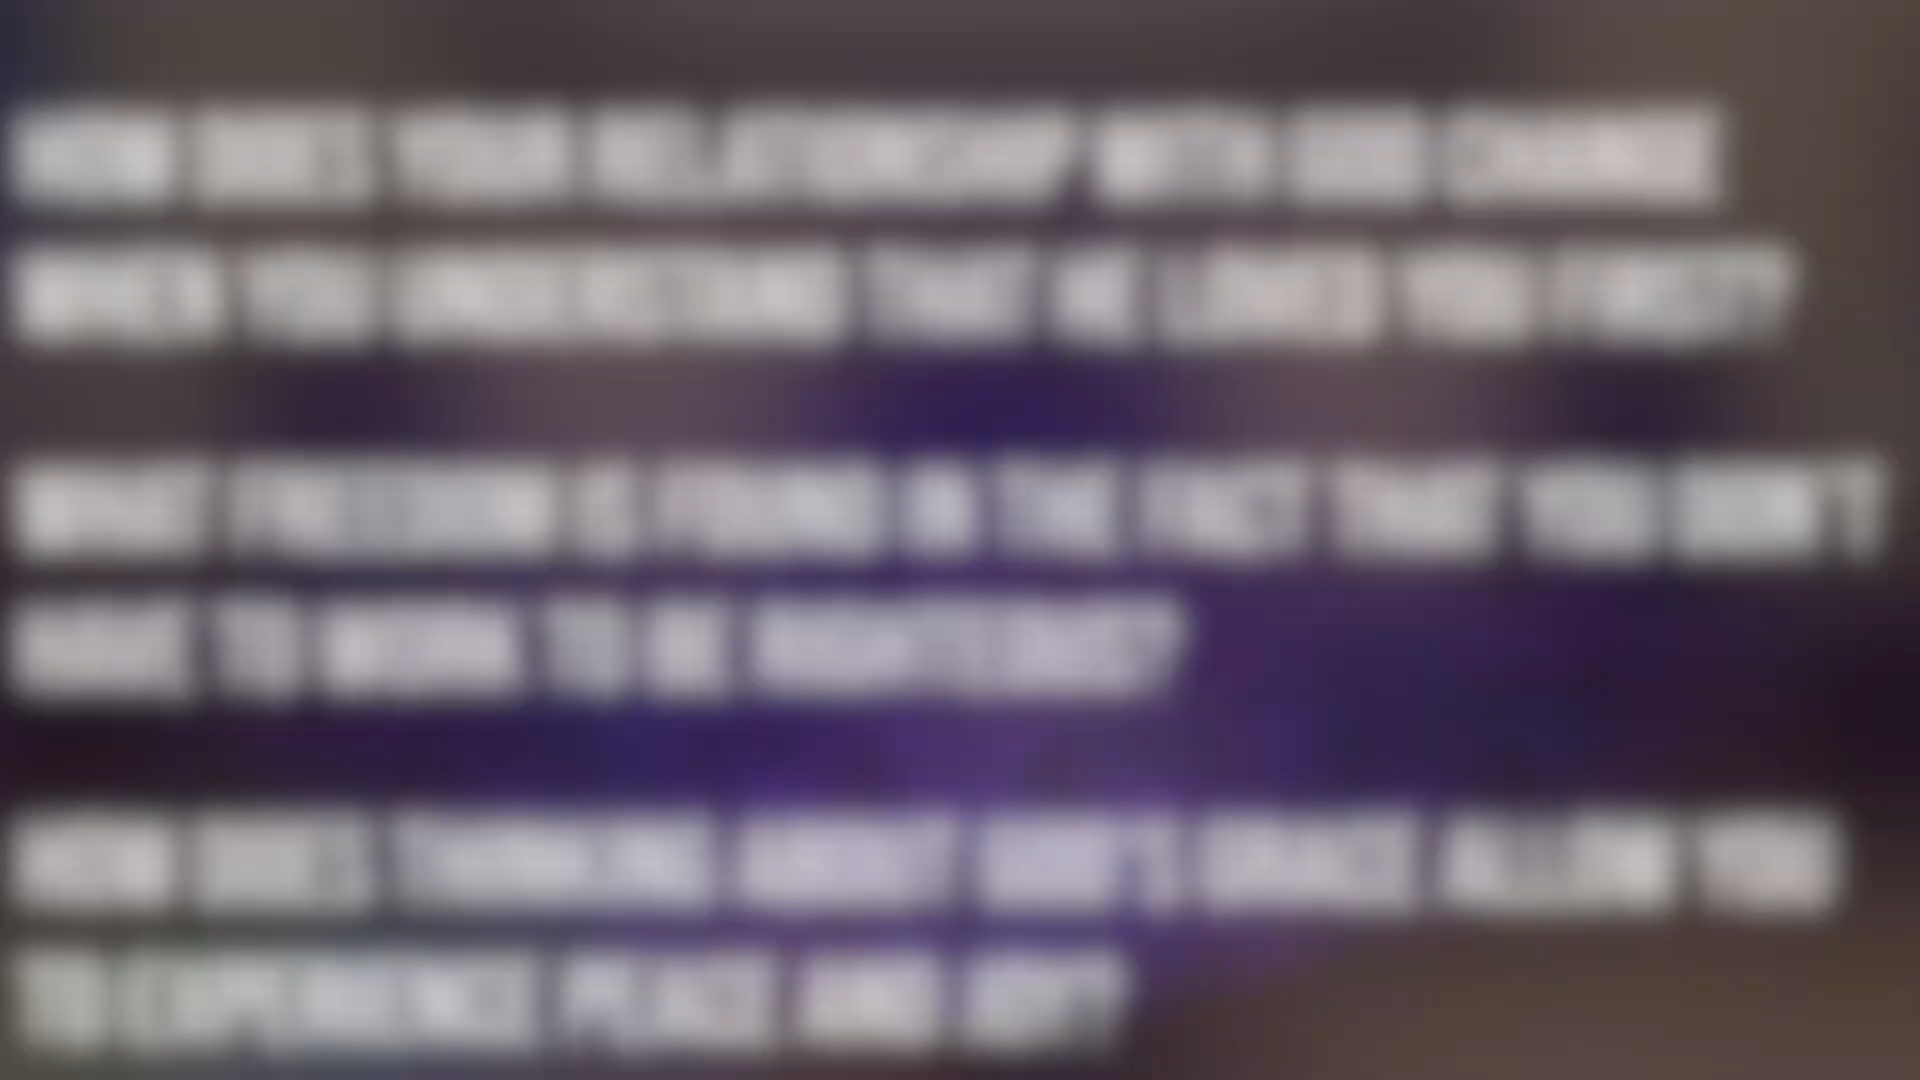 HOW DOES YOUR RELATIONSHIP WITH GOD CHANGE
WHEN YOU UNDERSTAND THAT HE LOVES YOU FIRST?
WHAT FREEDOM IS FOUND IN THE FACT THAT YOU DON'T
HAVE TO WORK TO BE RIGHTEOUS?
HOW DOES THINKING ABOUT GOD'S GRACE ALLOW YOU
TO EXPERIENCE PEACE AND JOY?